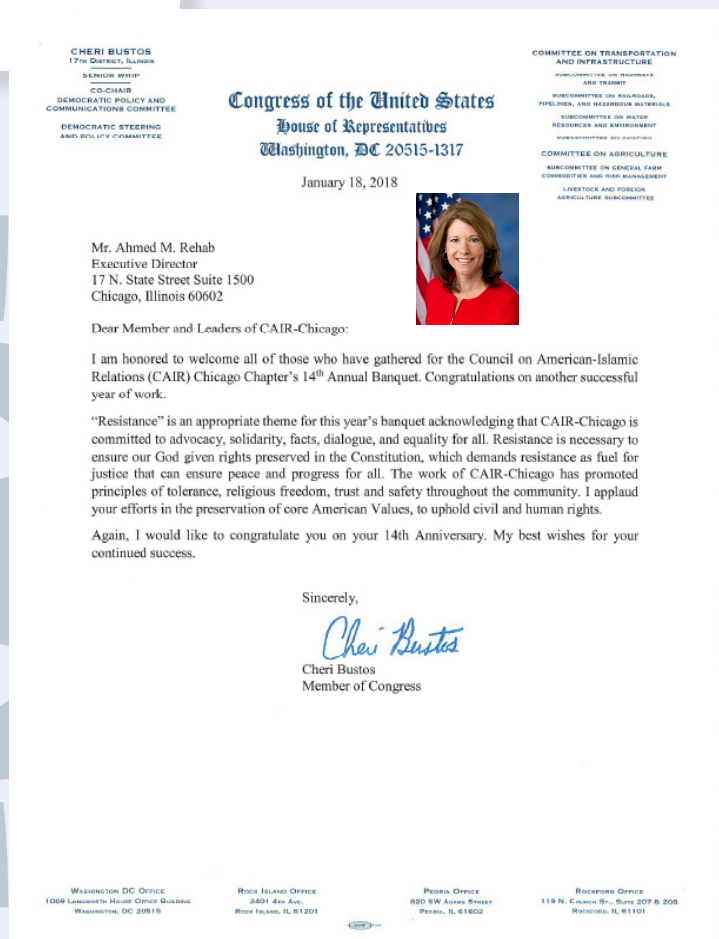 CHERI BUSTOS
17TH DISTRICT, ILLINOIS
SENIOR WHIP
CO-CHAIR
DEMOCRATIC POLICY AND
COMMUNICATIONS COMMITTEE
DEMOCRATIC STEERING
AND POLICY COMMITTEE
Congress of the United States
House of Representatives
Washington, DC 20515-1317
COMMITTEE ON TRANSPORTATION
AND INFRASTRUCTURE
SUBCOMMITTEE ON HIGHWAYS
AND TRANSIT
SUBCOMMITTEE ON RAILROADS,
PIPELINES, AND HAZARDOUS MATERIALS
SUBCOMMITTEE ON WATER
RESOURCES AND ENVIRONMENT
SUBCOMMITTEE ON AVIATION
COMMITTEE ON AGRICULTURE
SUBCOMMITTEE ON GENERAL FARM
COMMODITIES AND RISK MANAGEMENT
LIVESTOCK AND FOREIGN
AGRICULTURE SUBCOMMITTEE
January 18, 2018
Mr. Ahmed M. Rehab
Executive Director
17 N. State Street Suite 1500
Chicago, Illinois 60602
Dear Member and Leaders of CAIR-Chicago:
I am honored to welcome all of those who have gathered for the Council on American-Islamic
Relations (CAIR) Chicago Chapter's 14th Annual Banquet. Congratulations on another successful
year of work.
“Resistance” is an appropriate theme for this year's banquet acknowledging that CAIR-Chicago is
committed to advocacy, solidarity, facts, dialogue, and equality for all. Resistance is necessary to
ensure our God given rights preserved in the Constitution, which demands resistance as fuel for
justice that can ensure peace and progress for all. The work of CAIR-Chicago has promoted
principles of tolerance, religious freedom, trust and safety throughout the community. I applaud
your efforts in the preservation of core American Values, to uphold civil and human rights.
Again, I would like to congratulate you on your 14th Anniversary. My best wishes for your
continued success.
Sincerely,
Cheri Bustos
Cheri Bustos
Member of Congress
WASHINGTON DC OFFICE
1009 LONGWORTH HOUSE OFFICE BUILDING
WASHINGTON, DC 20515
ROCK ISLAND OFFICE
2401 4TH AVE.
ROCK ISLAND, IL 61201
PEORIA OFFICE
820 SW ADAMS STREET
PEORIA, IL 61602
ROCKFORD OFFICE
119 N. CHURCH ST., SUITE 207 & 208
ROCKFORD, IL 61101